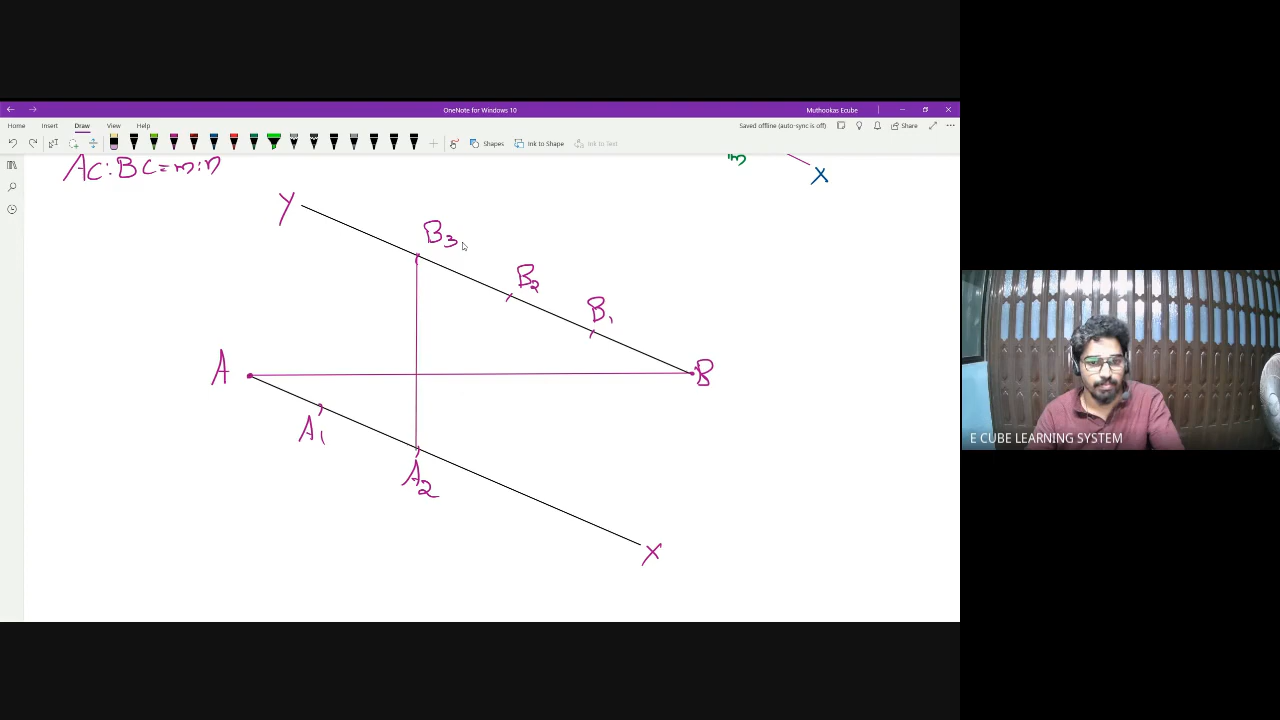 OneNote for Windows 10
Muthookas Ecube
Home Insert Draw View Help
Saved offline (auto-sync is off)
Share
Shapes
Ink to Shape
Ink to Text
AC:BC=m:n
m
X
Y
B3
B2
B1
A
B
A1
A2
X
E CUBE LEARNING SYSTEM